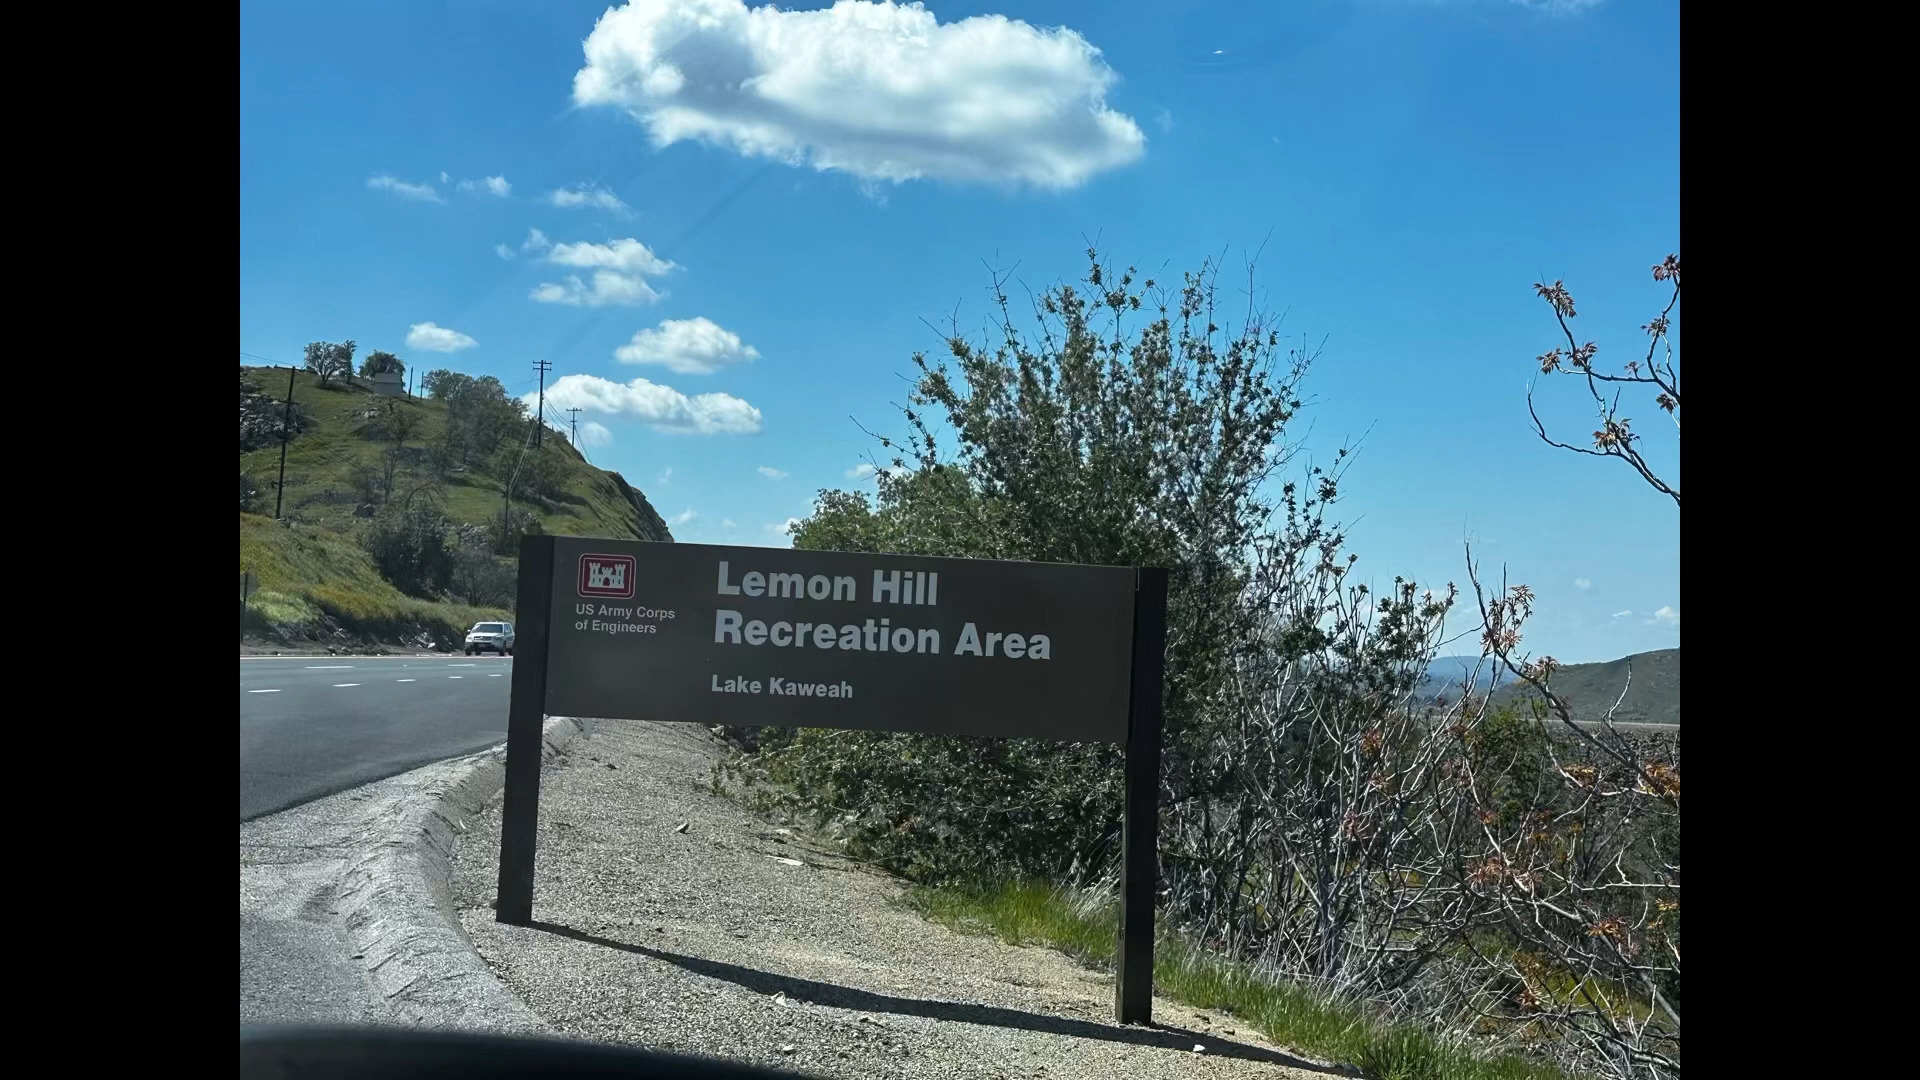 US Army Corps
of Engineers
Lemon Hill
Recreation Area
Lake Kaweah